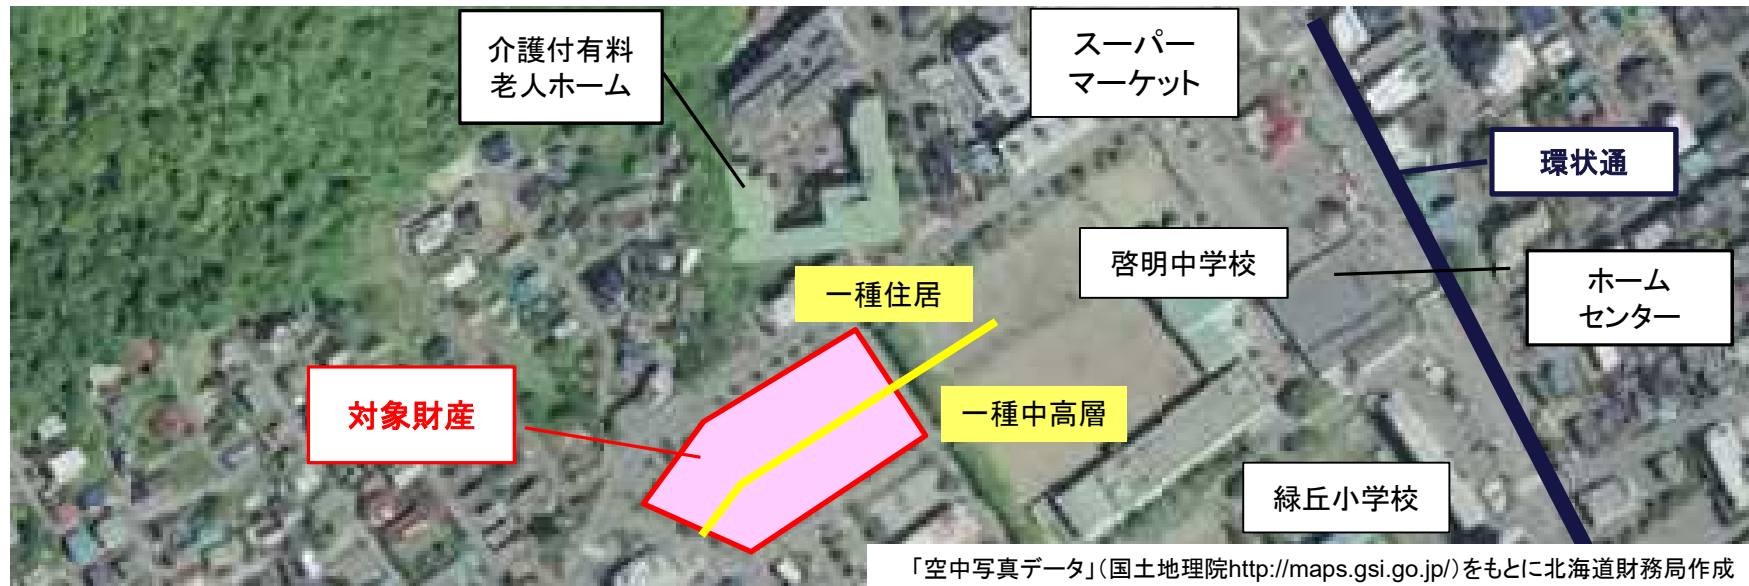 介護付有料
老人ホーム
スーパー
マーケット
環状通
啓明中学校
ホーム
センター
一種住居
対象財産
一種中高層
緑丘小学校
「空中写真データ」(国土地理院http://maps.gsi.go.jp/)をもとに北海道財務局作成